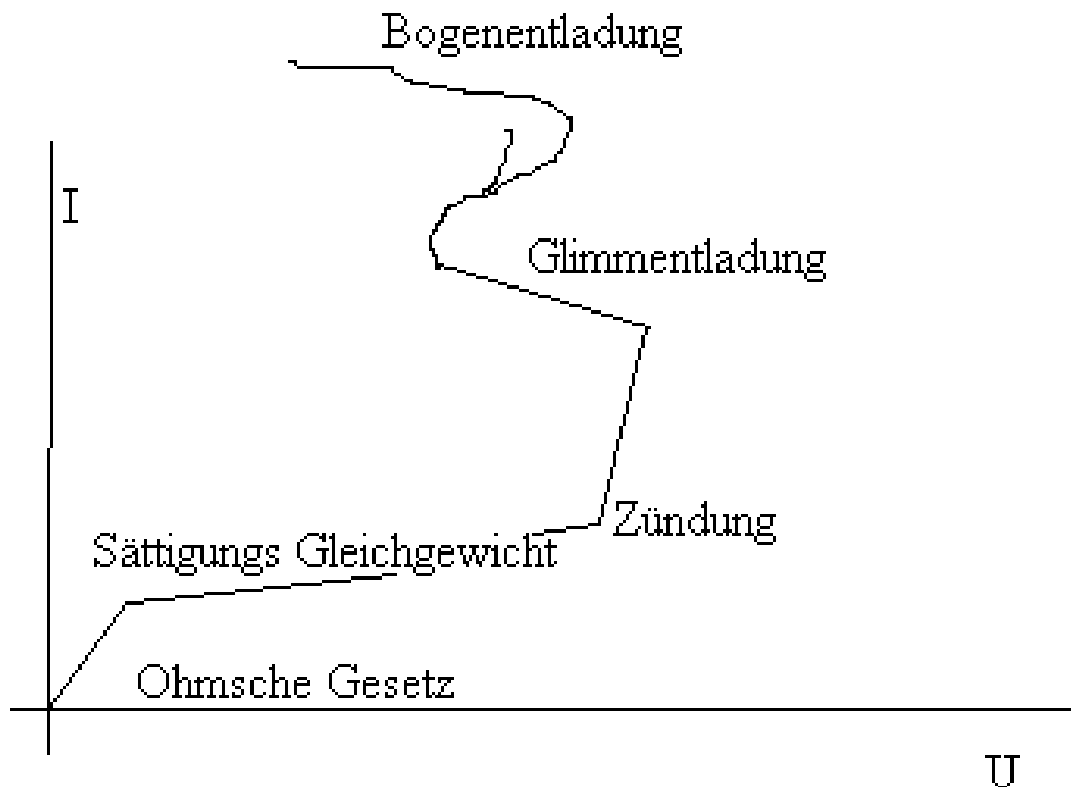 Bogenentladung
I
Glimmentladung
Zündung
Sättigungs Gleichgewicht
Ohmsche Gesetz
U